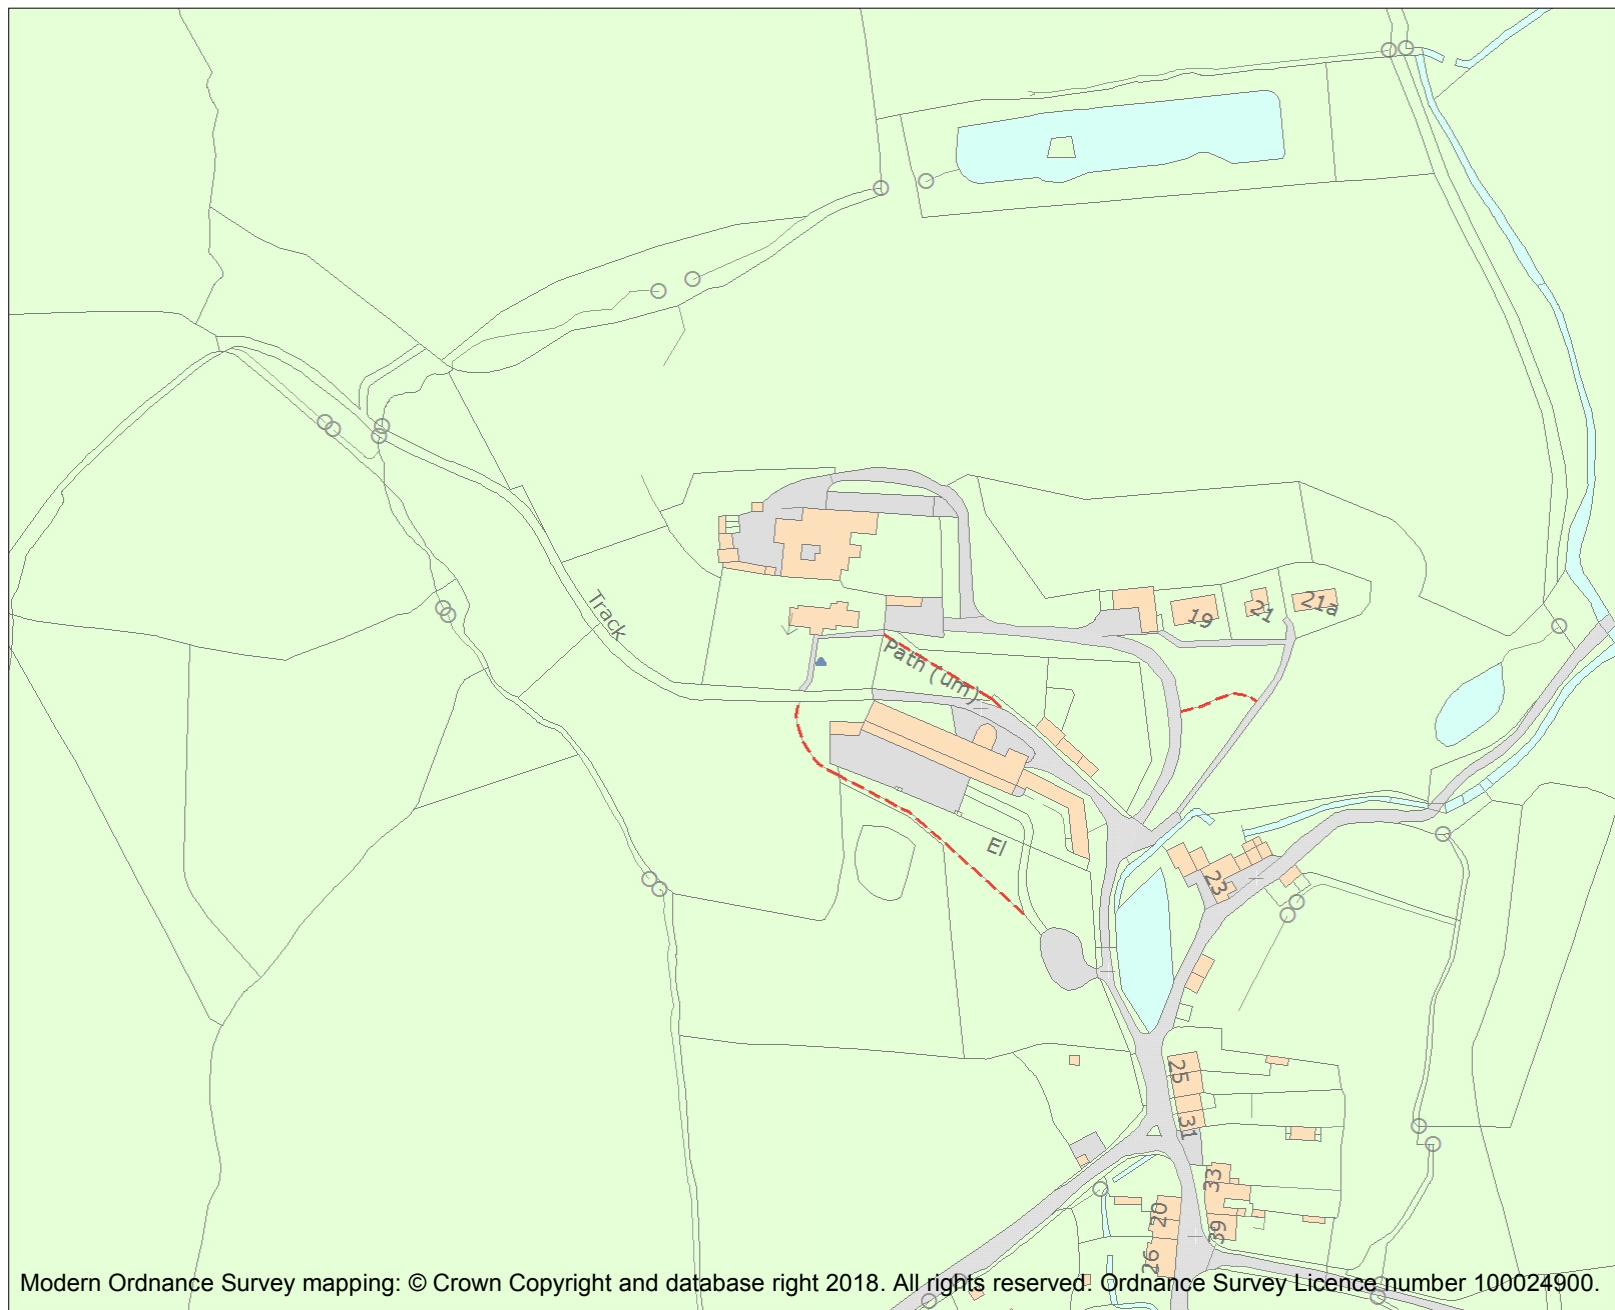 19
21
21a
Track
Path (um)
El
23
25
31
33
20
39
26
Modern Ordnance Survey mapping: © Crown Copyright and database right 2018. All rights reserved. Ordnance Survey Licence number 100024900.